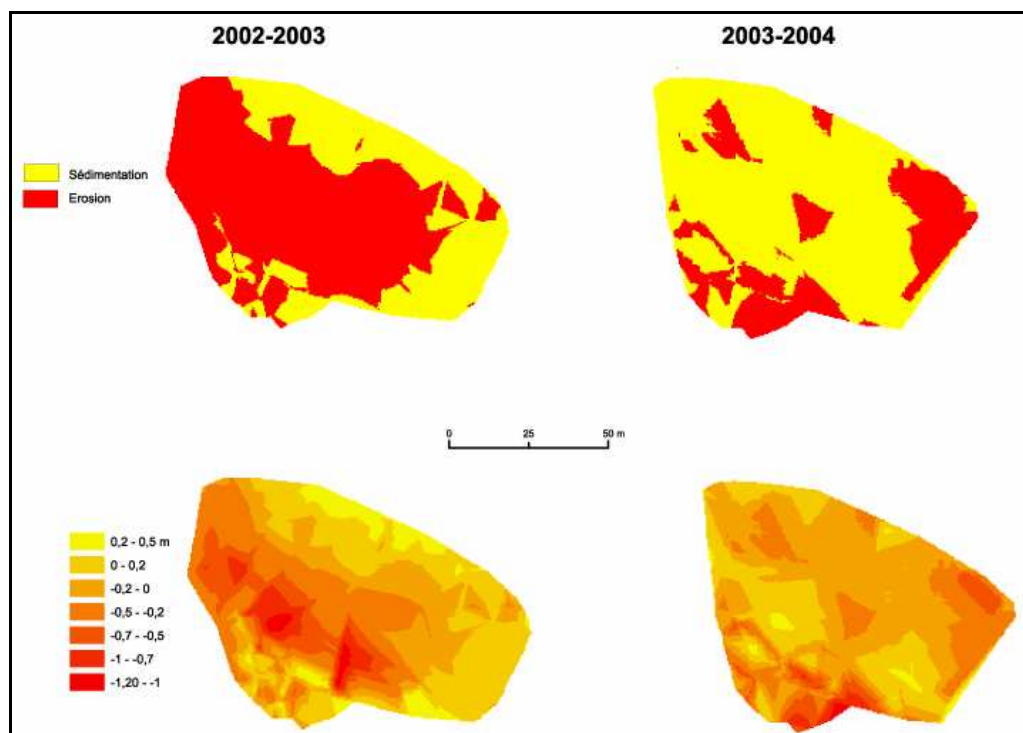 2002-2003
2003-2004
Sédimentation
Erosion
0 25 50 m
0,2 - 0,5 m
0 - 0,2
-0,2 - 0
-0,5 - -0,2
-0,7 - -0,5
-1 - -0,7
-1,20 - -1